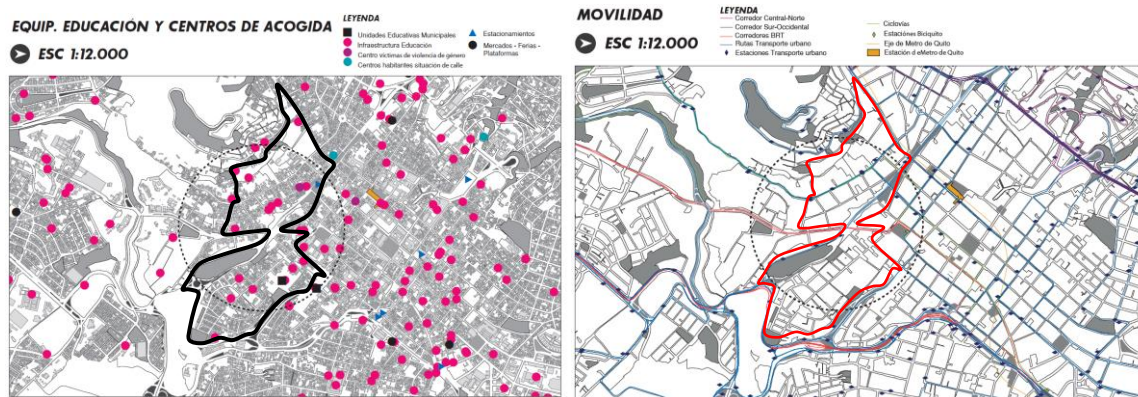 EQUIP. EDUCACIÓN Y CENTROS DE ACOGIDA
ESC 1:12.000
LEYENDA
Unidades Educativas Municipales
Infraestructura Educación
Centro víctimas de violencia de género
Centros habitantes situación de calle
Estacionamientos
Mercados - Ferias -
Plataformas
MOVILIDAD
ESC 1:12.000
LEYENDA
Corredor Central-Norte
Corredor Sur-Occidental
Corredores BRT
Rutas Transporte urbano
Estaciones Transporte urbano
Ciclovías
Estaciones Biciquito
Eje de Metro de Quito
Estación d eMetro de Quito